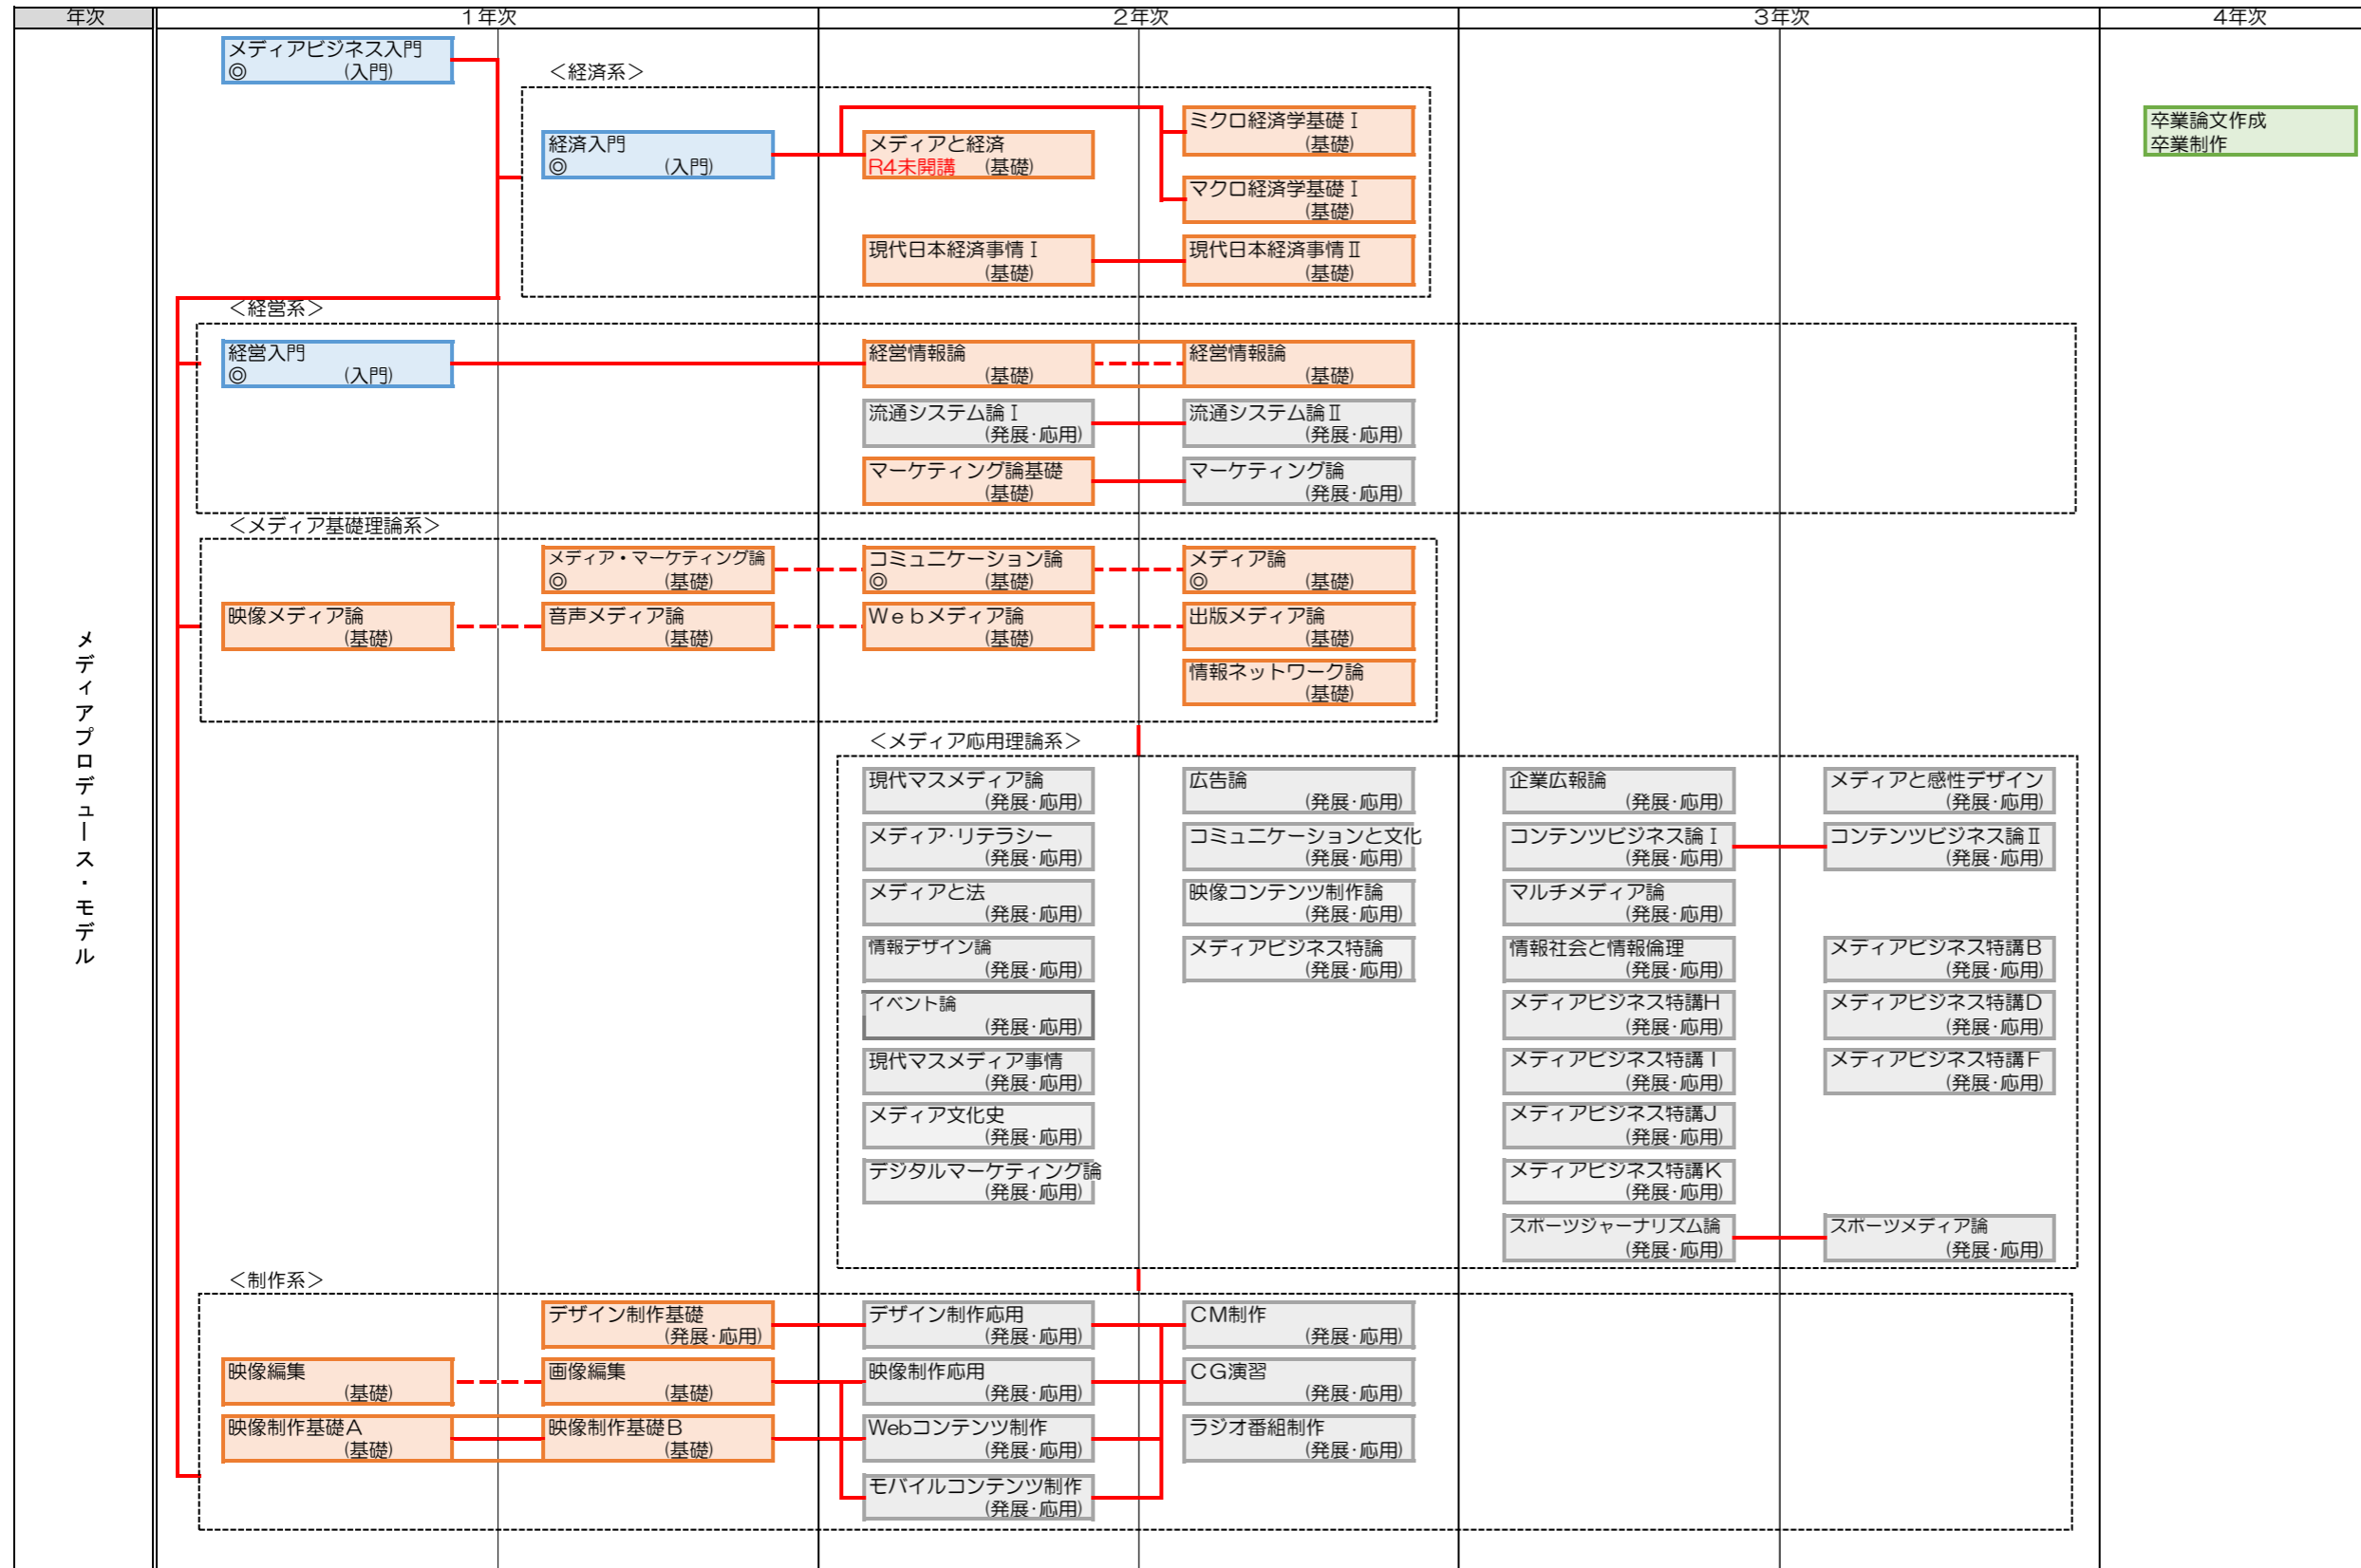 年次
１年次
２年次
３年次
4年次
メディアプロデュース・モデル
メディアビジネス入門
◎ (入門)
＜経済系＞
経済入門
◎ (入門)
メディアと経済
R4未開講 (基礎)
ミクロ経済学基礎Ⅰ
(基礎)
マクロ経済学基礎Ⅰ
(基礎)
現代日本経済事情Ⅰ
(基礎)
現代日本経済事情Ⅱ
(基礎)
卒業論文作成
卒業制作
＜経営系＞
経営入門
◎ (入門)
経営情報論
(基礎)
経営情報論
(基礎)
流通システム論Ⅰ
(発展･応用)
流通システム論Ⅱ
(発展･応用)
マーケティング論基礎
(基礎)
マーケティング論
(発展･応用)
＜メディア基礎理論系＞
メディア・マーケティング論
◎ (基礎)
コミュニケーション論
◎ (基礎)
メディア論
◎ (基礎)
映像メディア論
(基礎)
音声メディア論
(基礎)
Ｗｅｂメディア論
(基礎)
出版メディア論
(基礎)
情報ネットワーク論
(基礎)
＜メディア応用理論系＞
現代マスメディア論
(発展･応用)
広告論
(発展･応用)
企業広報論
(発展･応用)
メディアと感性デザイン
(発展･応用)
メディア･リテラシー
(発展･応用)
コミュニケーションと文化
(発展･応用)
コンテンツビジネス論Ⅰ
(発展･応用)
コンテンツビジネス論Ⅱ
(発展･応用)
メディアと法
(発展･応用)
映像コンテンツ制作論
(発展･応用)
マルチメディア論
(発展･応用)
情報デザイン論
(発展･応用)
メディアビジネス特論
(発展･応用)
情報社会と情報倫理
(発展･応用)
メディアビジネス特講Ｂ
(発展･応用)
イベント論
(発展･応用)
メディアビジネス特講Ｈ
(発展･応用)
メディアビジネス特講Ｄ
(発展･応用)
現代マスメディア事情
(発展･応用)
メディアビジネス特講Ｉ
(発展･応用)
メディアビジネス特講Ｆ
(発展･応用)
メディア文化史
(発展･応用)
メディアビジネス特講Ｊ
(発展･応用)
デジタルマーケティング論
(発展･応用)
メディアビジネス特講Ｋ
(発展･応用)
スポーツジャーナリズム論
(発展･応用)
スポーツメディア論
(発展･応用)
＜制作系＞
デザイン制作基礎
(発展･応用)
デザイン制作応用
(発展･応用)
ＣＭ制作
(発展･応用)
映像編集
(基礎)
画像編集
(基礎)
映像制作応用
(発展･応用)
ＣＧ演習
(発展･応用)
映像制作基礎Ａ
(基礎)
映像制作基礎Ｂ
(基礎)
Webコンテンツ制作
(発展･応用)
ラジオ番組制作
(発展･応用)
モバイルコンテンツ制作
(発展･応用)